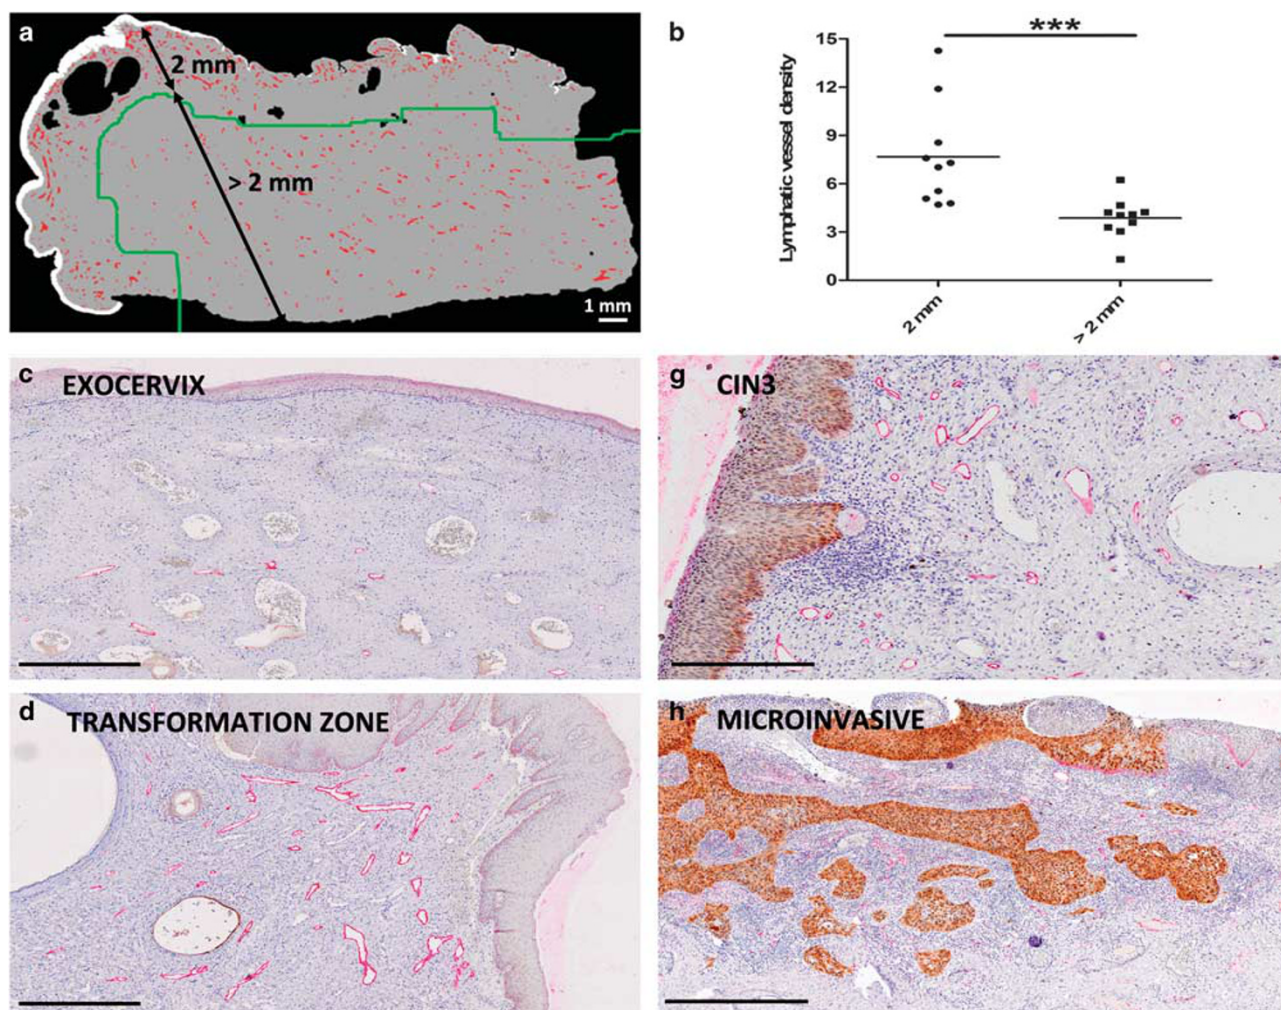 a
2 mm
> 2 mm
1 mm
b
***
Lymphatic vessel density
15
12
9
6
3
0
2 mm
> 2 mm
c EXOCERVIX
g CIN3
d TRANSFORMATION ZONE
h MICROINVASIVE